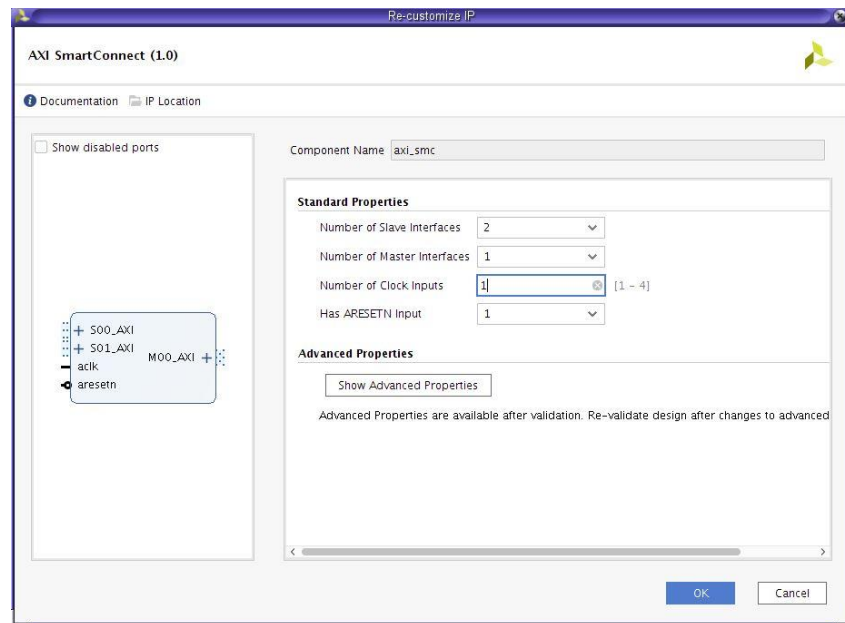 Re-customize IP
AXI SmartConnect (1.0)
Documentation IP Location
Show disabled ports
S00_AXI
S01_AXI
M00_AXI
aclk
aresetn
Component Name axi_smc
Standard Properties
Number of Slave Interfaces 2
Number of Master Interfaces 1
Number of Clock Inputs 1 [1 - 4]
Has ARESETN Input 1
Advanced Properties
Show Advanced Properties
Advanced Properties are available after validation. Re-validate design after changes to advanced
OK Cancel